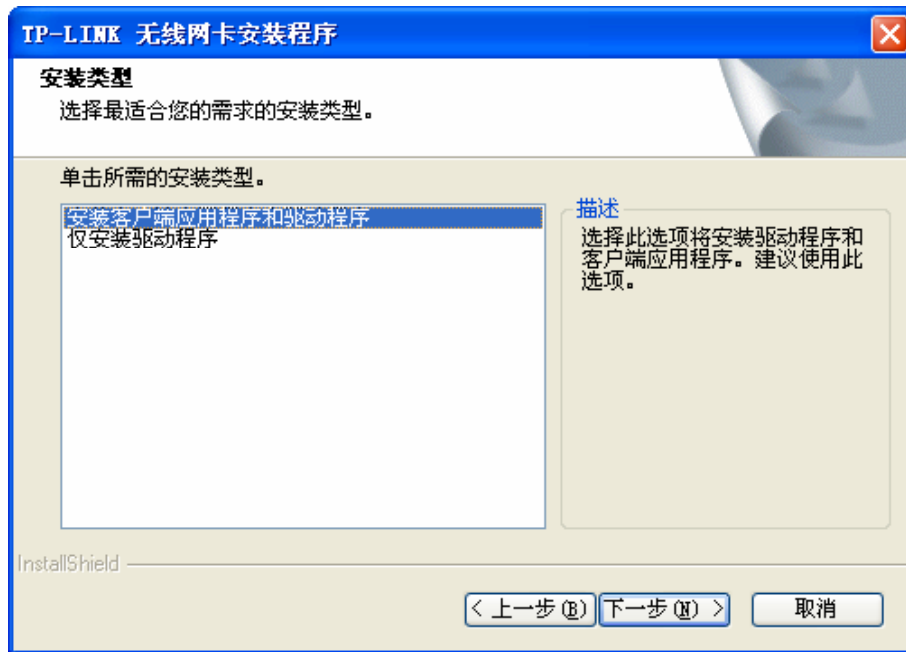 TP-LINK 无线网卡安装程序
安装类型
选择最适合您的需求的安装类型。
单击所需的安装类型。
安装客户端应用程序和驱动程序
仅安装驱动程序
描述
选择此选项将安装驱动程序和
客户端应用程序。建议使用此
选项。
InstallShield
< 上一步(B)
下一步(N) >
取消